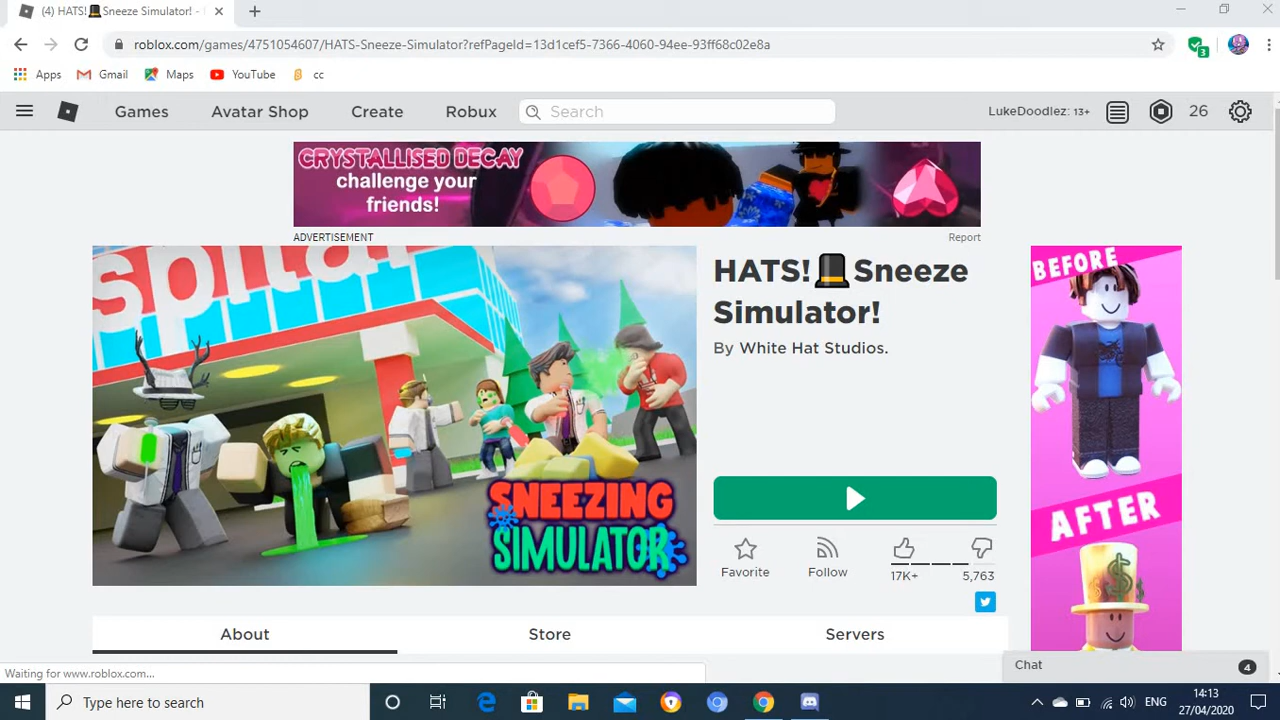 (4) HATS!🎩Sneeze Simulator! -
roblox.com/games/4751054607/HATS-Sneeze-Simulator?refPageId=13d1cef5-7366-4060-94ee-93ff68c02e8a
Apps Gmail Maps YouTube cc
3
Games Avatar Shop Create Robux Search LukeDoodlez: 13+ 26
CRYSTALLISED DECAY
challenge your
friends!
ADVERTISEMENT Report
spital
HATS!🎩Sneeze
Simulator!
By White Hat Studios.
SNEEZING
SIMULATOR
Favorite Follow 17K+ 5,763
BEFORE
AFTER
$
About Store Servers
Waiting for www.roblox.com...
Chat 4
Type here to search
ENG
14:13
27/04/2020